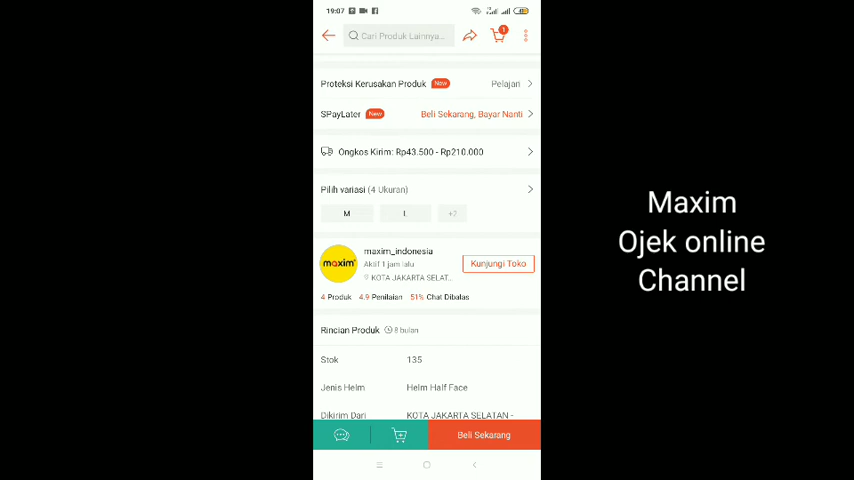 19:07
Cari Produk Lainnya...
1
Proteksi Kerusakan Produk New Pelajari
SPayLater New Beli Sekarang, Bayar Nanti
Ongkos Kirim: Rp43.500 - Rp210.000
Pilih variasi (4 Ukuran)
M L +2
maxim
maxim_indonesia
Aktif 1 jam lalu
KOTA JAKARTA SELAT...
Kunjungi Toko
4 Produk 4.9 Penilaian 51% Chat Dibalas
Rincian Produk 8 bulan
Stok 135
Jenis Helm Helm Half Face
Dikirim Dari KOTA JAKARTA SELATAN -
Beli Sekarang
Maxim
Ojek online
Channel